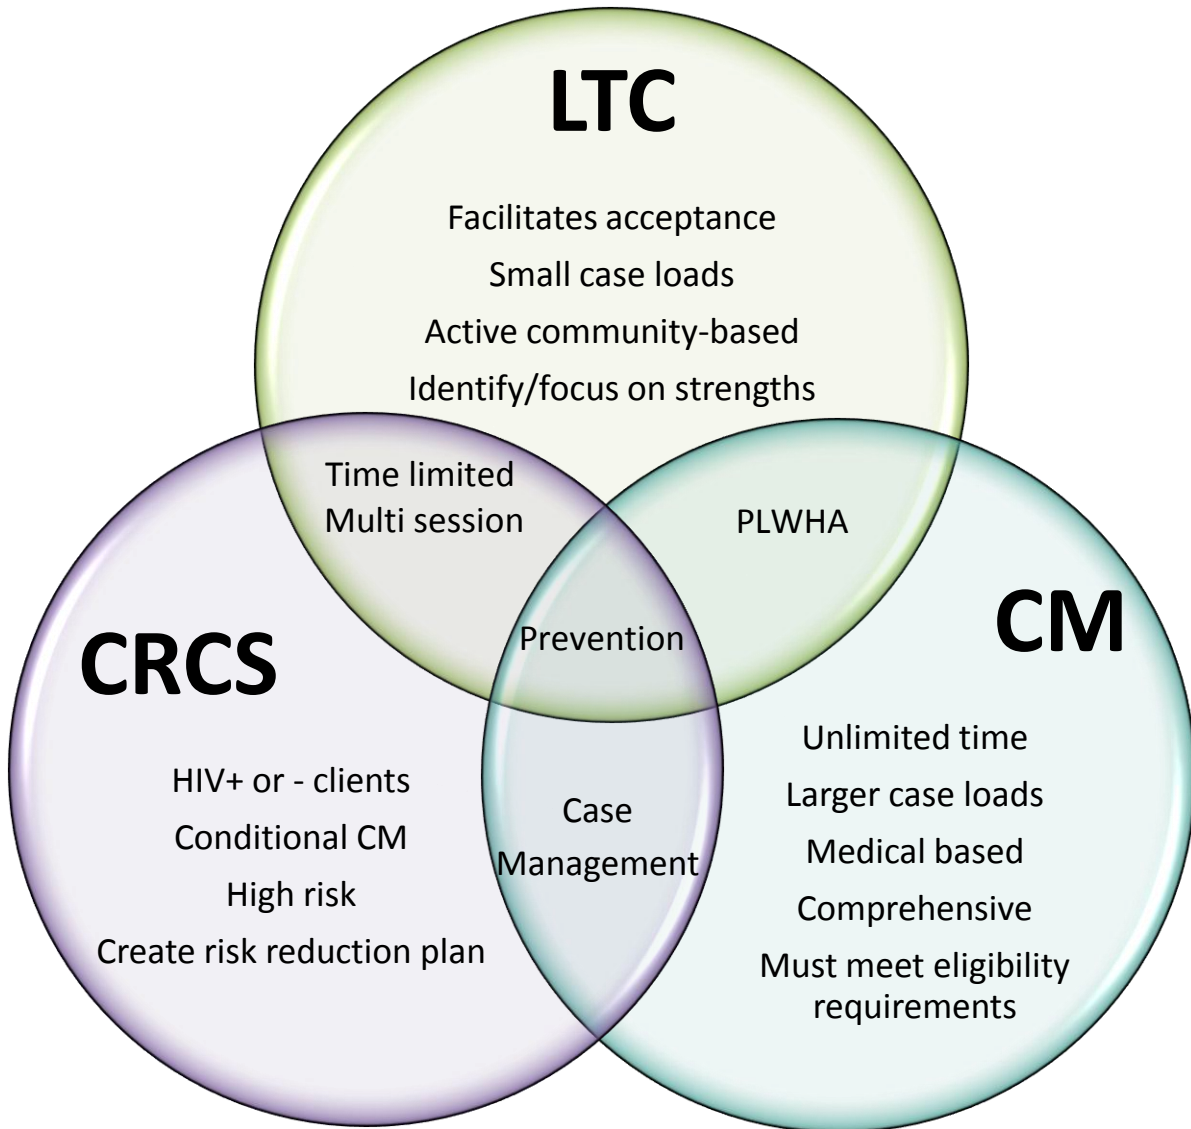 LTC
Facilitates acceptance
Small case loads
Active community-based
Identify/focus on strengths
Time limited
Multi session
PLWHA
Prevention
CRCS
HIV+ or - clients
Conditional CM
High risk
Create risk reduction plan
Case
Management
CM
Unlimited time
Larger case loads
Medical based
Comprehensive
Must meet eligibility
requirements